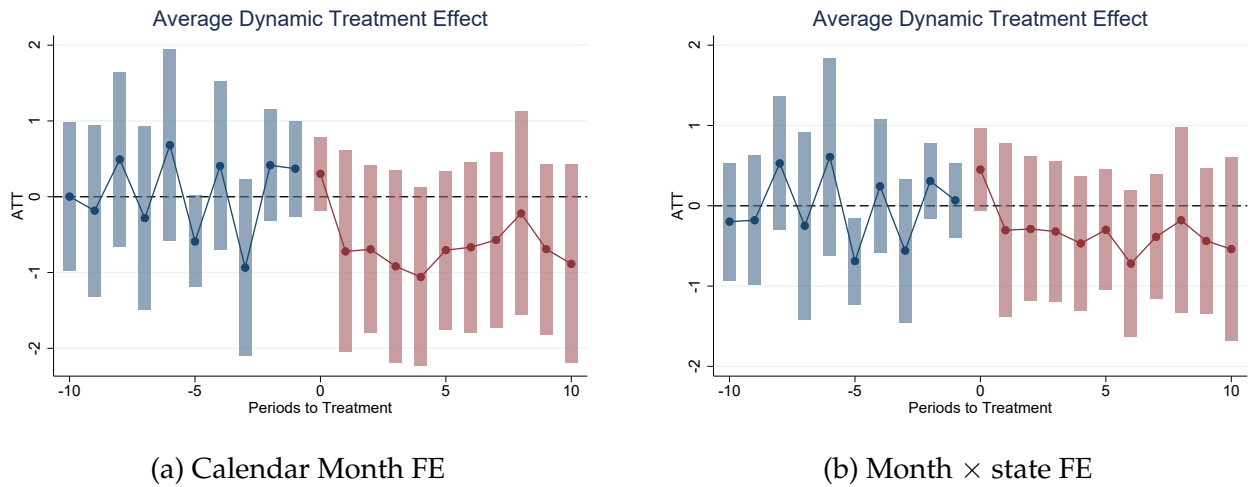 Average Dynamic Treatment Effect
2
1
0
-1
-2
ATT
-10
-5
0
5
10
Periods to Treatment
(a) Calendar Month FE
Average Dynamic Treatment Effect
2
1
0
-1
-2
ATT
-10
-5
0
5
10
Periods to Treatment
(b) Month × state FE